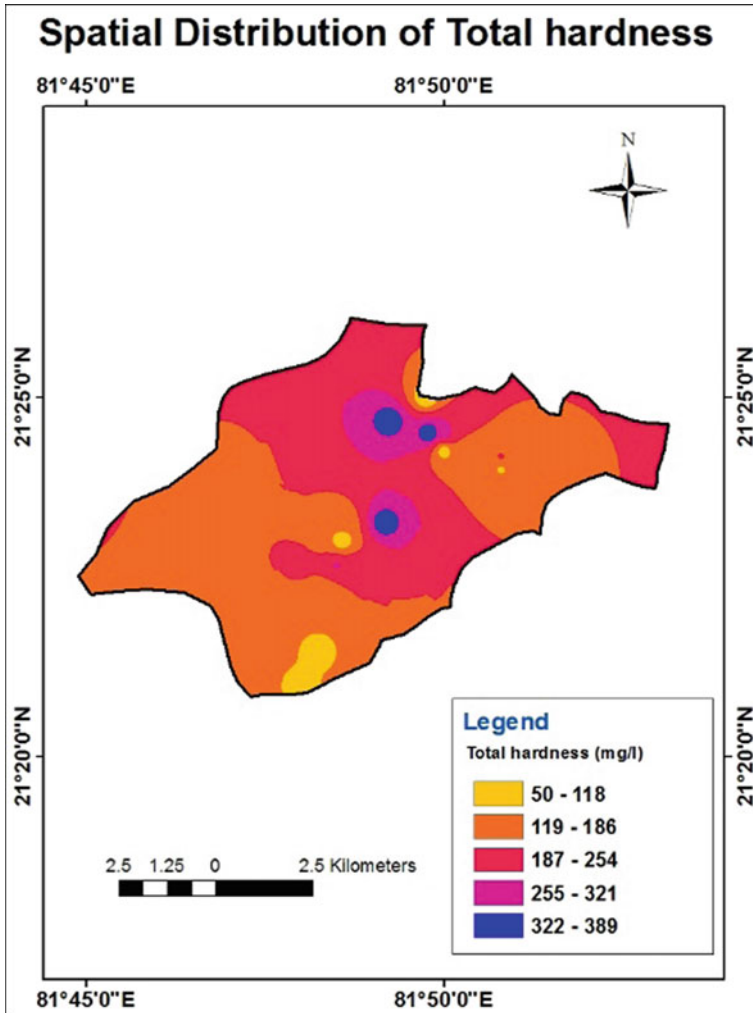 Spatial Distribution of Total hardness
81°45'0"E 81°50'0"E
N
21°25'0"N 21°25'0"N
21°20'0"N 21°20'0"N
Legend
Total hardness (mg/l)
50 - 118
119 - 186
187 - 254
255 - 321
322 - 389
2.5 1.25 0 2.5 Kilometers
81°45'0"E 81°50'0"E